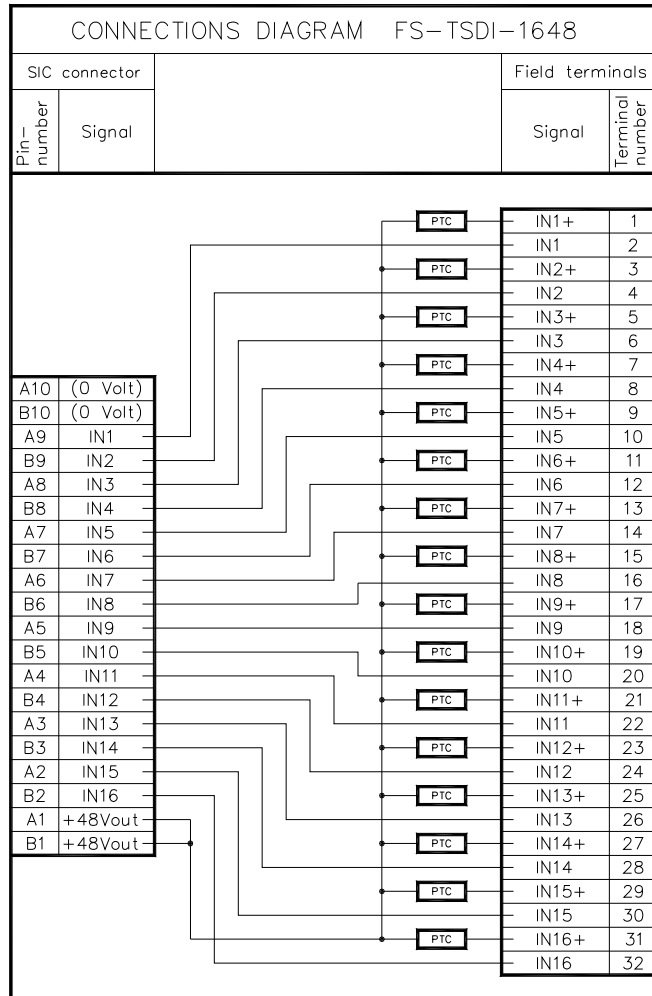 CONNECTIONS DIAGRAM FS-TSDI-1648
SIC connector
Field terminals
Pin-number
Signal
Signal
Terminal number
PTC IN1+ 1
IN1 2
PTC IN2+ 3
IN2 4
PTC IN3+ 5
IN3 6
PTC IN4+ 7
A10 (0 Volt) IN4 8
B10 (0 Volt) PTC IN5+ 9
A9 IN1 IN5 10
B9 IN2 PTC IN6+ 11
A8 IN3 IN6 12
B8 IN4 PTC IN7+ 13
A7 IN5 IN7 14
B7 IN6 PTC IN8+ 15
A6 IN7 IN8 16
B6 IN8 PTC IN9+ 17
A5 IN9 IN9 18
B5 IN10 PTC IN10+ 19
A4 IN11 IN10 20
B4 IN12 PTC IN11+ 21
A3 IN13 IN11 22
B3 IN14 PTC IN12+ 23
A2 IN15 IN12 24
B2 IN16 PTC IN13+ 25
A1 +48Vout IN13 26
B1 +48Vout PTC IN14+ 27
IN14 28
PTC IN15+ 29
IN15 30
PTC IN16+ 31
IN16 32